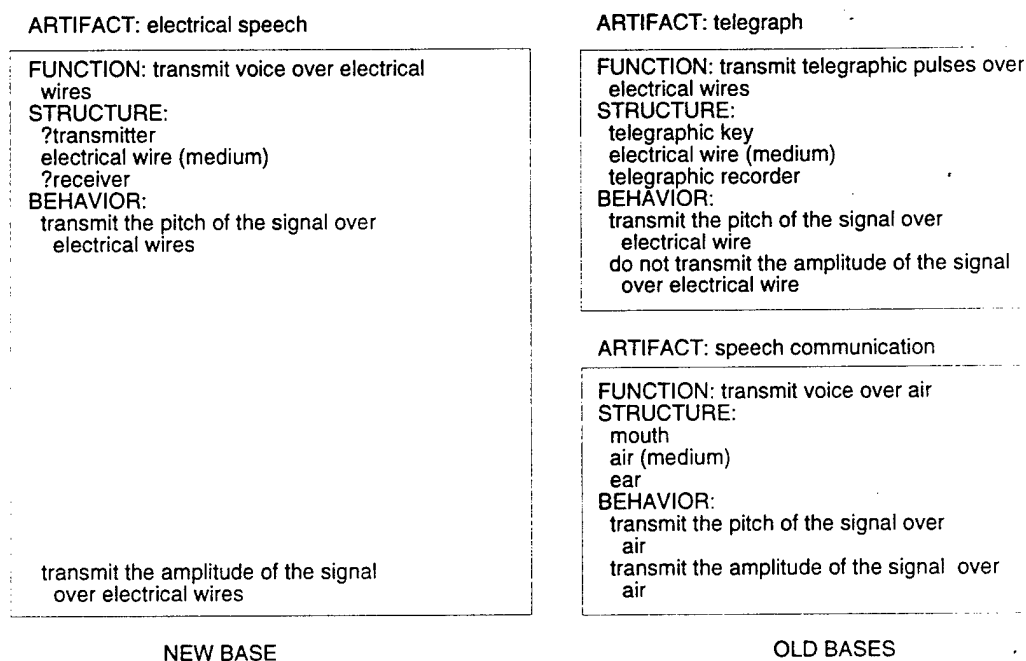 ARTIFACT: electrical speech
FUNCTION: transmit voice over electrical
wires
STRUCTURE:
?transmitter
electrical wire (medium)
?receiver
BEHAVIOR:
transmit the pitch of the signal over
electrical wires
transmit the amplitude of the signal
over electrical wires
NEW BASE
ARTIFACT: telegraph
FUNCTION: transmit telegraphic pulses over
electrical wires
STRUCTURE:
telegraphic key
electrical wire (medium)
telegraphic recorder
BEHAVIOR:
transmit the pitch of the signal over
electrical wire
do not transmit the amplitude of the signal
over electrical wire
ARTIFACT: speech communication
FUNCTION: transmit voice over air
STRUCTURE:
mouth
air (medium)
ear
BEHAVIOR:
transmit the pitch of the signal over
air
transmit the amplitude of the signal over
air
OLD BASES